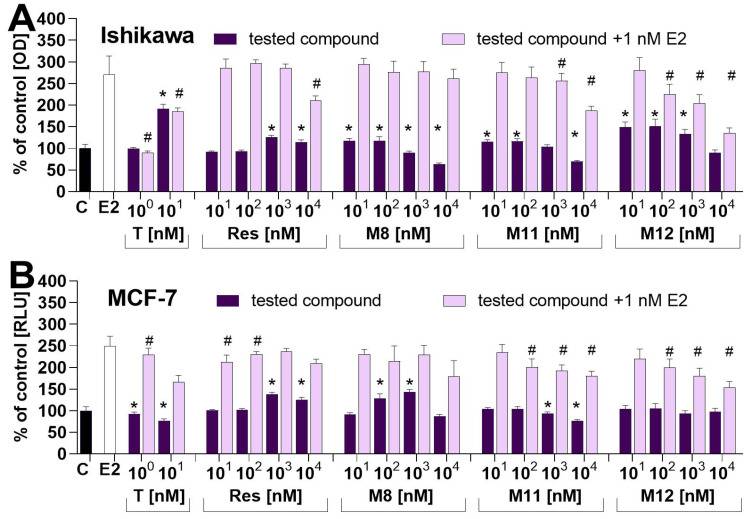 A
Ishikawa
tested compound
tested compound +1 nM E2
% of control [OD]
400
350
300
250
200
150
100
50
0
# * # * * # * * * * * * # * # * * # * # #
C E2 10⁰ 10¹ 10¹ 10² 10³ 10⁴ 10¹ 10² 10³ 10⁴ 10¹ 10² 10³ 10⁴ 10¹ 10² 10³ 10⁴
T [nM] Res [nM] M8 [nM] M11 [nM] M12 [nM]
B
MCF-7
tested compound
tested compound +1 nM E2
% of control [RLU]
400
350
300
250
200
150
100
50
0
* # * # # * * * * # * # * # # # #
C E2 10⁰ 10¹ 10¹ 10² 10³ 10⁴ 10¹ 10² 10³ 10⁴ 10¹ 10² 10³ 10⁴ 10¹ 10² 10³ 10⁴
T [nM] Res [nM] M8 [nM] M11 [nM] M12 [nM]